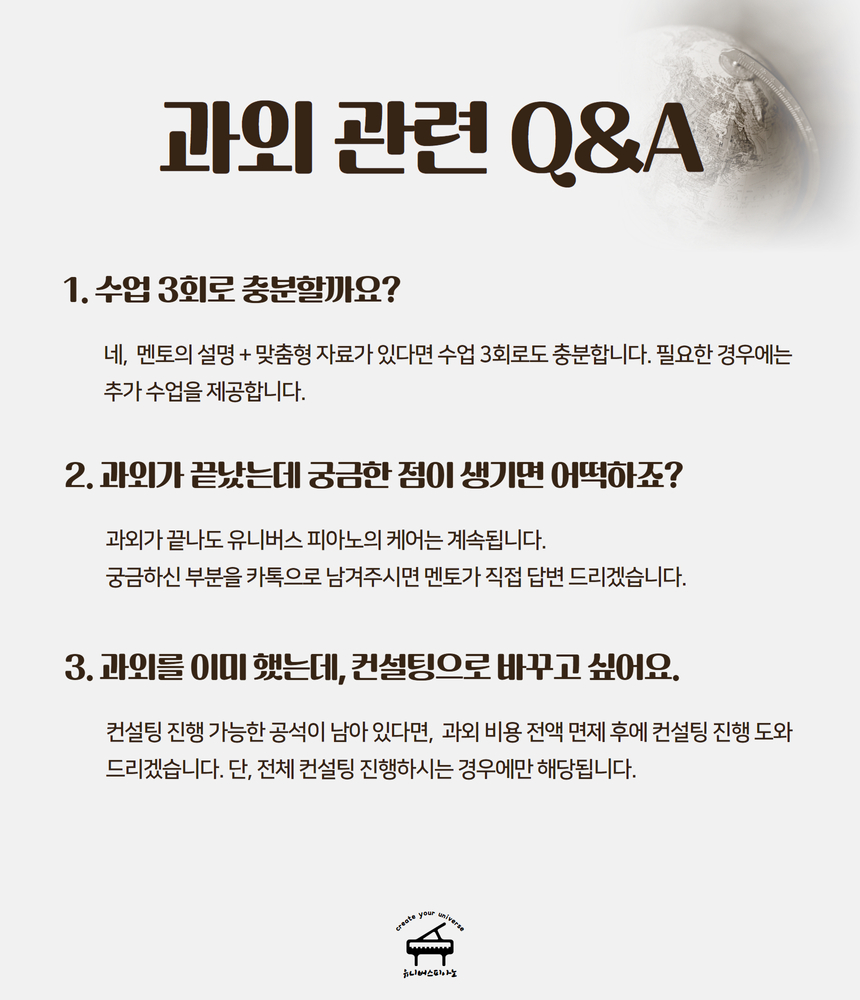 과외 관련 Q&A
1. 수업 3회로 충분할까요?
네, 멘토의 설명 + 맞춤형 자료가 있다면 수업 3회로도 충분합니다. 필요한 경우에는
추가 수업을 제공합니다.
2. 과외가 끝났는데 궁금한 점이 생기면 어떡하죠?
과외가 끝나도 유니버스 피아노의 케어는 계속됩니다.
궁금하신 부분을 카톡으로 남겨주시면 멘토가 직접 답변 드리겠습니다.
3. 과외를 이미 했는데, 컨설팅으로 바꾸고 싶어요.
컨설팅 진행 가능한 공석이 남아 있다면, 과외 비용 전액 면제 후에 컨설팅 진행 도와
드리겠습니다. 단, 전체 컨설팅 진행하시는 경우에만 해당됩니다.
create your universe
유니버스피아노